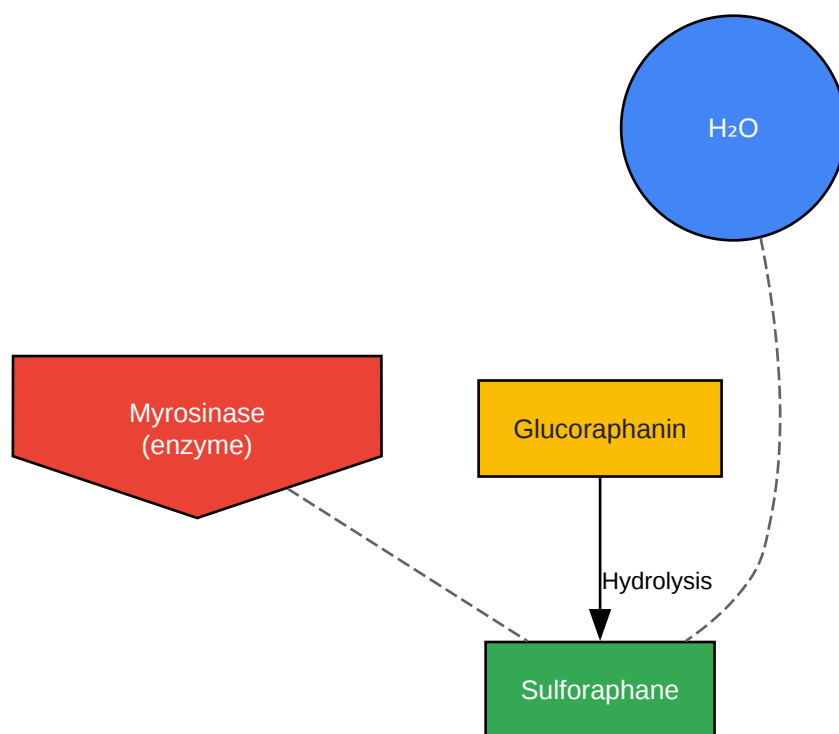 H₂O
Myrosinase
(enzyme)
Glucoraphanin
Hydrolysis
Sulforaphane